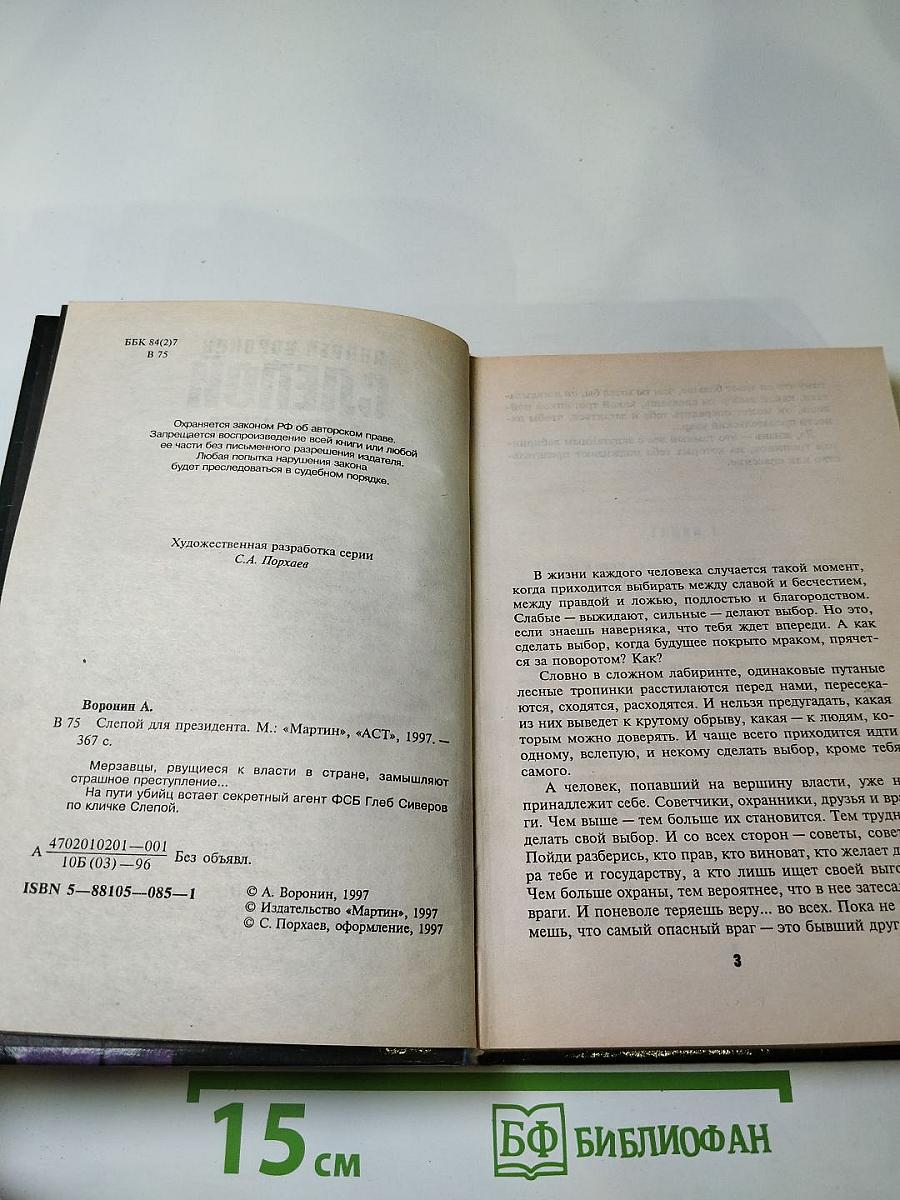 ББК 84(2)7
В 75
Охраняется законом РФ об авторском праве.
Запрещается воспроизведение всей книги или любой
ее части без письменного разрешения издателя.
Любая попытка нарушения закона
будет преследоваться в судебном порядке.
Художественная разработка серии
С.А. Порхаев
Воронин А.
В 75 Слепой для президента. М.: «Мартин», «АСТ», 1997. —
367 с.
Мерзавцы, рвущиеся к власти в стране, замышляют
страшное преступление...
На пути убийц встает секретный агент ФСБ Глеб Сиверов
по кличке Слепой.
А 4702010201—001
10Б (03) —96 Без объявл.
ISBN 5—88105—085—1
© А. Воронин, 1997
© Издательство «Мартин», 1997
© С. Порхаев, оформление, 1997
В жизни каждого человека случается такой момент,
когда приходится выбирать между славой и бесчестием,
между правдой и ложью, подлостью и благородством.
Слабые — выжидают, сильные — делают выбор. Но это,
если знаешь наверняка, что тебя ждет впереди. А как
сделать выбор, когда будущее покрыто мраком, прячет-
ся за поворотом? Как?
Словно в сложном лабиринте, одинаковые путаные
лесные тропинки расстилаются перед нами, пересека-
ются, сходятся, расходятся. И нельзя предугадать, какая
из них выведет к крутому обрыву, какая — к людям, ко-
торым можно доверять. И чаще всего приходится идти
одному, вслепую, и некому сделать выбор, кроме тебя
самого.
А человек, попавший на вершину власти, уже н
принадлежит себе. Советчики, охранники, друзья и вра
ги. Чем выше — тем больше их становится. Тем трудн
делать свой выбор. И со всех сторон — советы, совет
Пойди разберись, кто прав, кто виноват, кто желает д
ра тебе и государству, а кто лишь ищет своей выго
Чем больше охраны, тем вероятнее, что в нее затеса
враги. И поневоле теряешь веру... во всех. Пока не
мешь, что самый опасный враг — это бывший друг
3
15 см
БФ БИБЛИОФАН